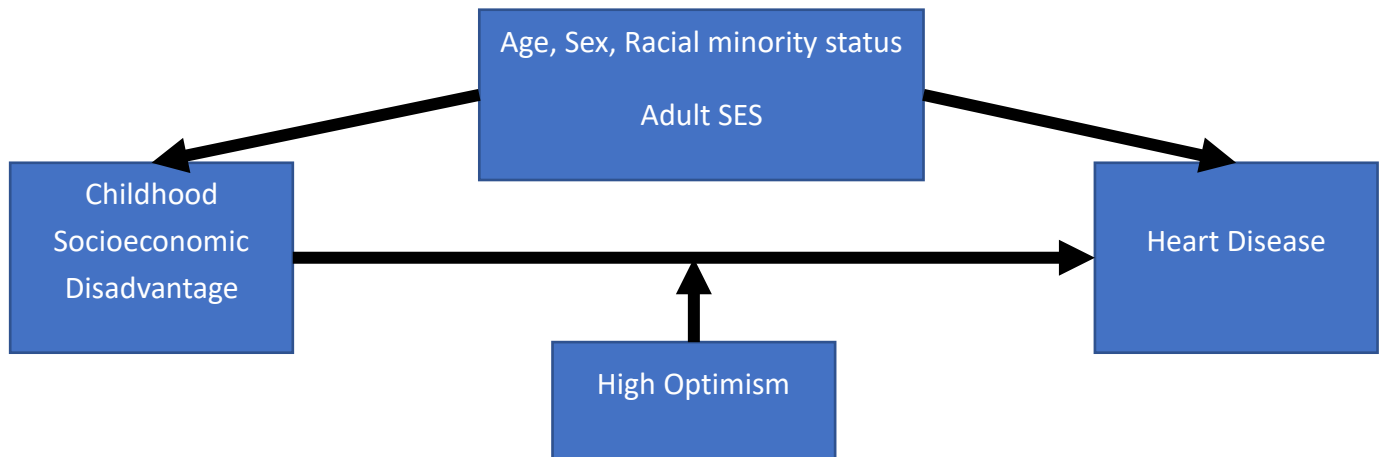 Age, Sex, Racial minority status
Adult SES
Childhood
Socioeconomic
Disadvantage
Heart Disease
High Optimism